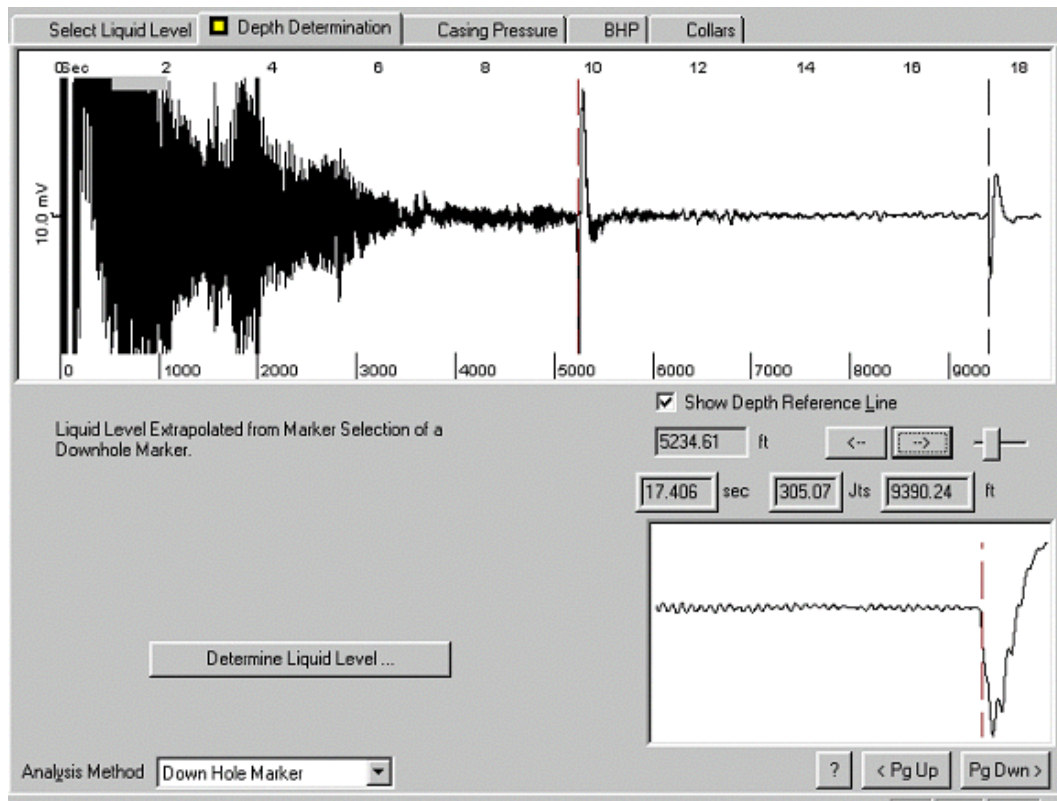 Select Liquid Level Depth Determination Casing Pressure BHP Collars
0Sec 2 4 6 8 10 12 14 16 18
10.0 mV
0 1000 2000 3000 4000 5000 6000 7000 8000 9000
Show Depth Reference Line
Liquid Level Extrapolated from Marker Selection of a
Downhole Marker.
5234.61 ft <-- -->
17.406 sec 305.07 Jts 9390.24 ft
Determine Liquid Level ...
Analysis Method Down Hole Marker ? < Pg Up Pg Dwn >